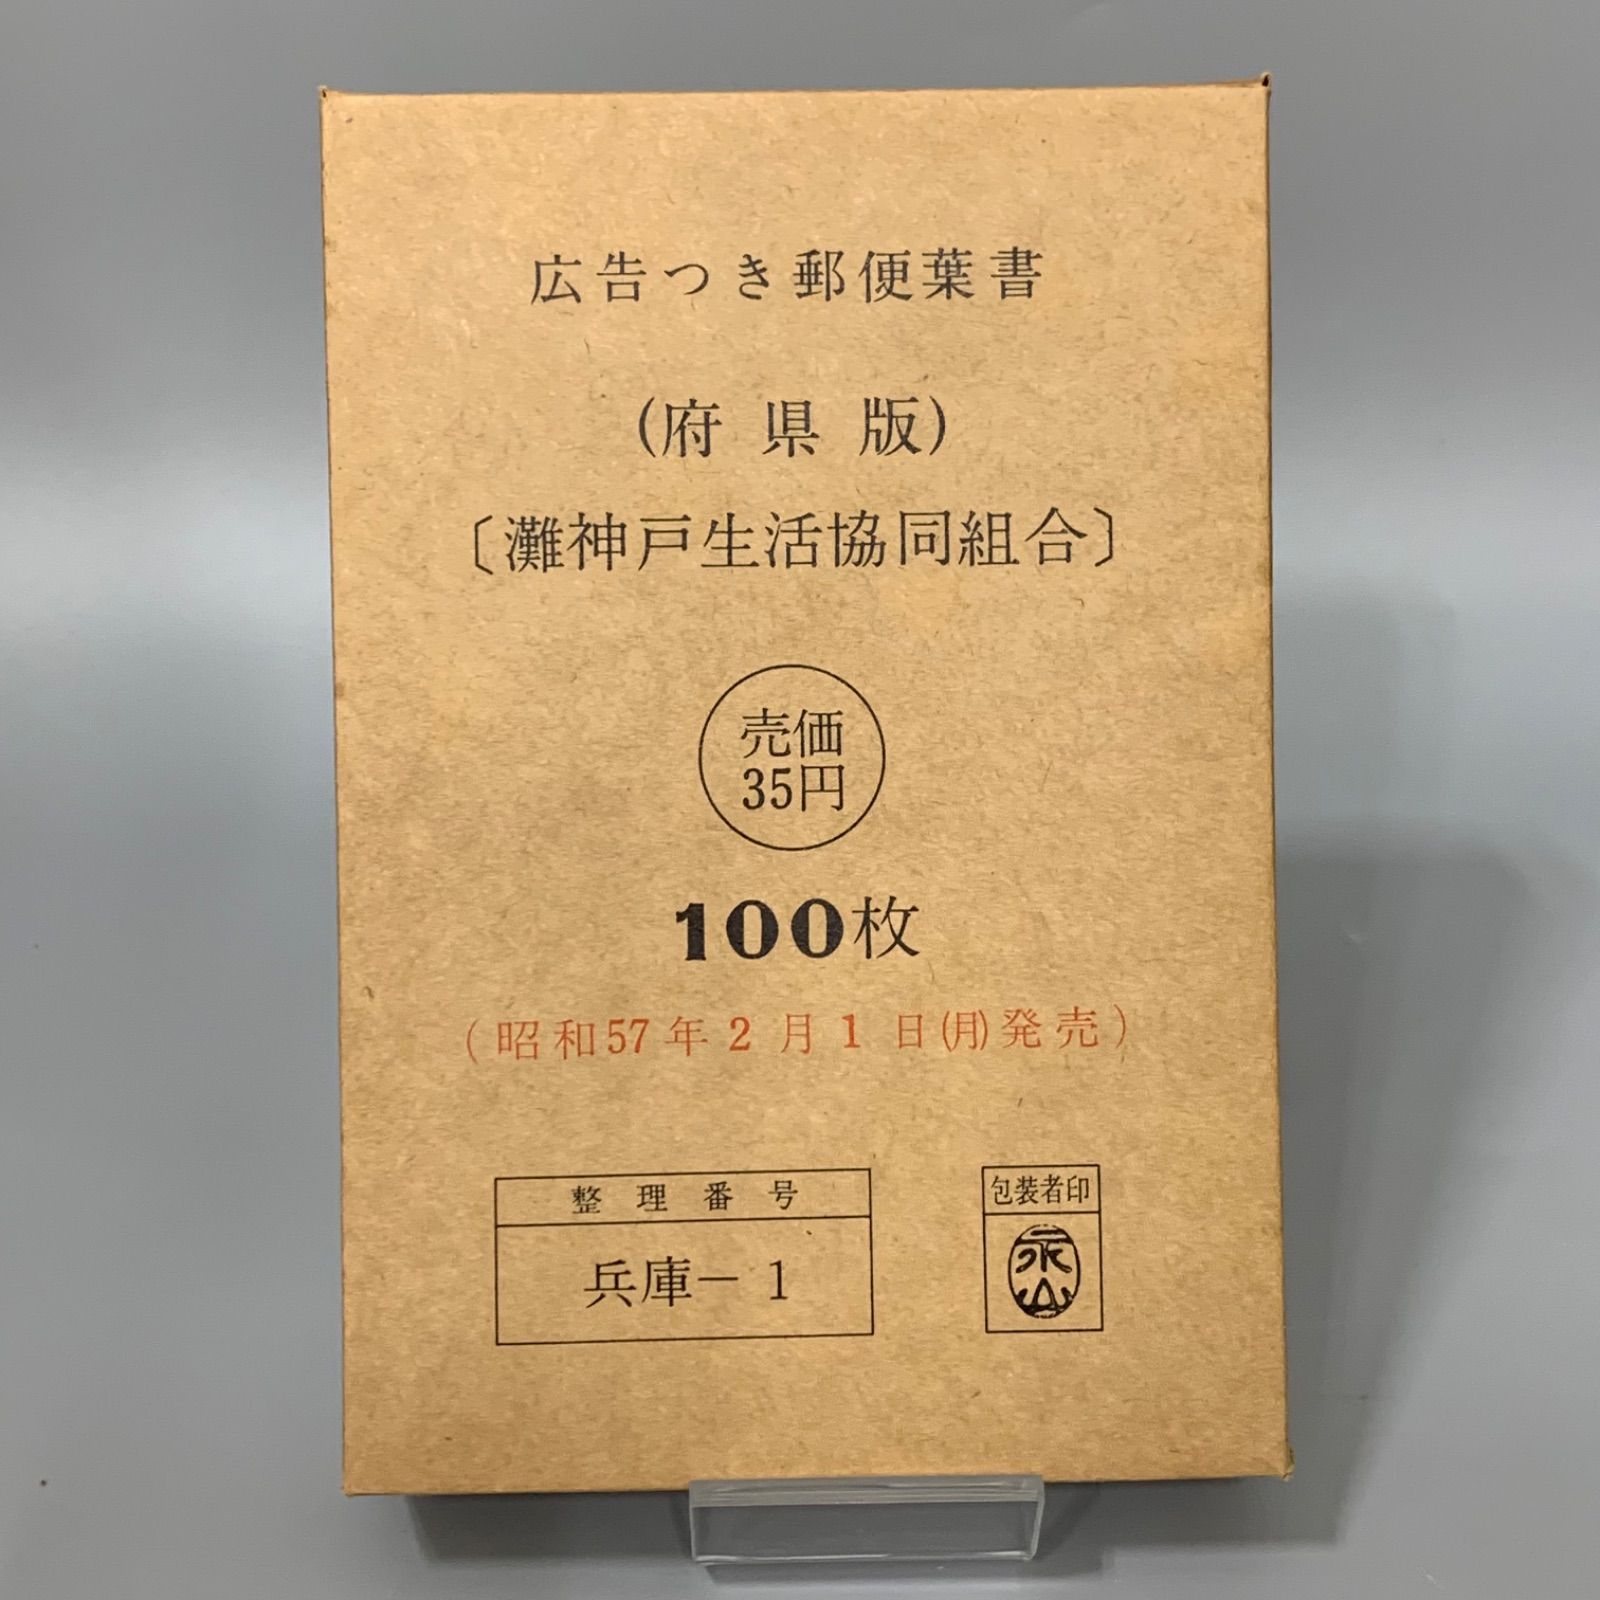 広告つき郵便葉書
(府県版)
〔灘神戸生活協同組合〕
売価
35円
100枚
(昭和57年2月1日(月)発売)
整理番号
兵庫－1
包装者印
永山